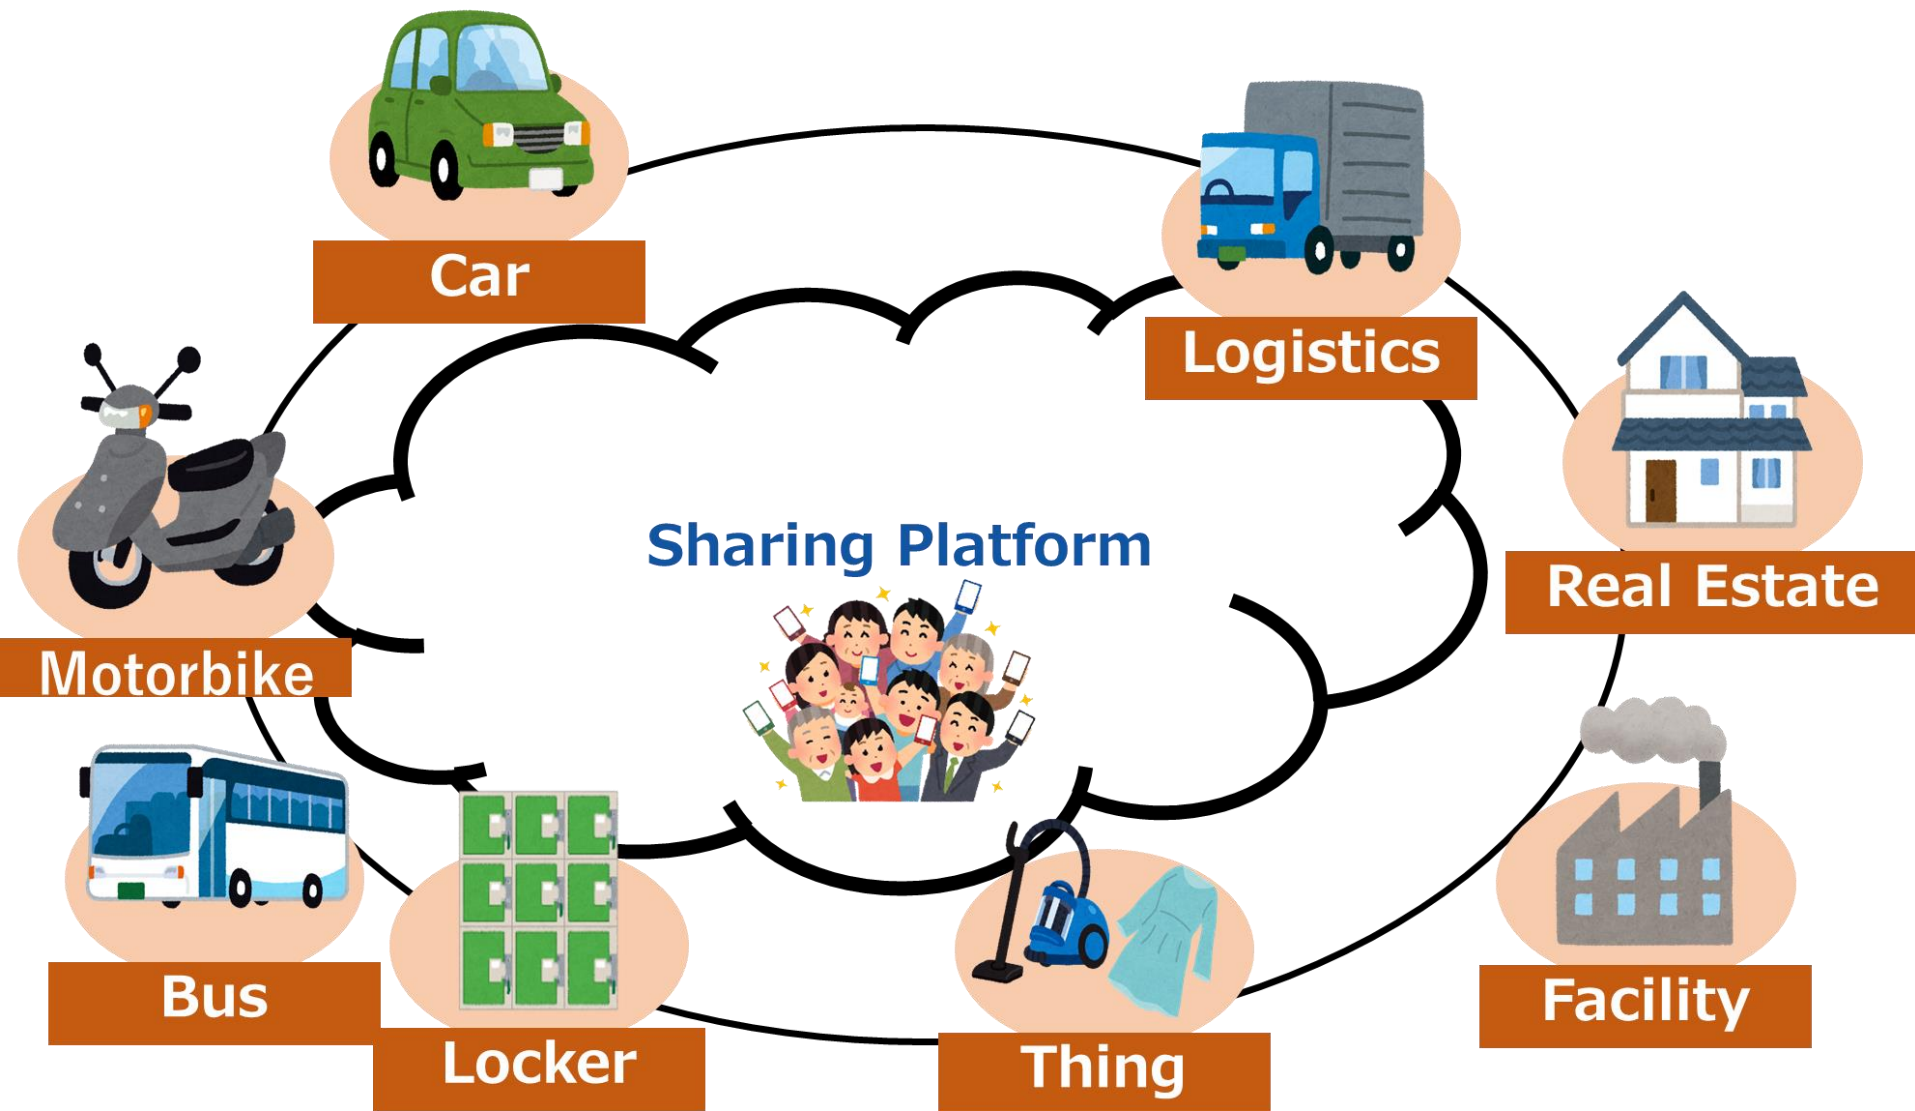 Car
Logistics
Sharing Platform
Real Estate
Motorbike
Bus
Facility
Locker
Thing